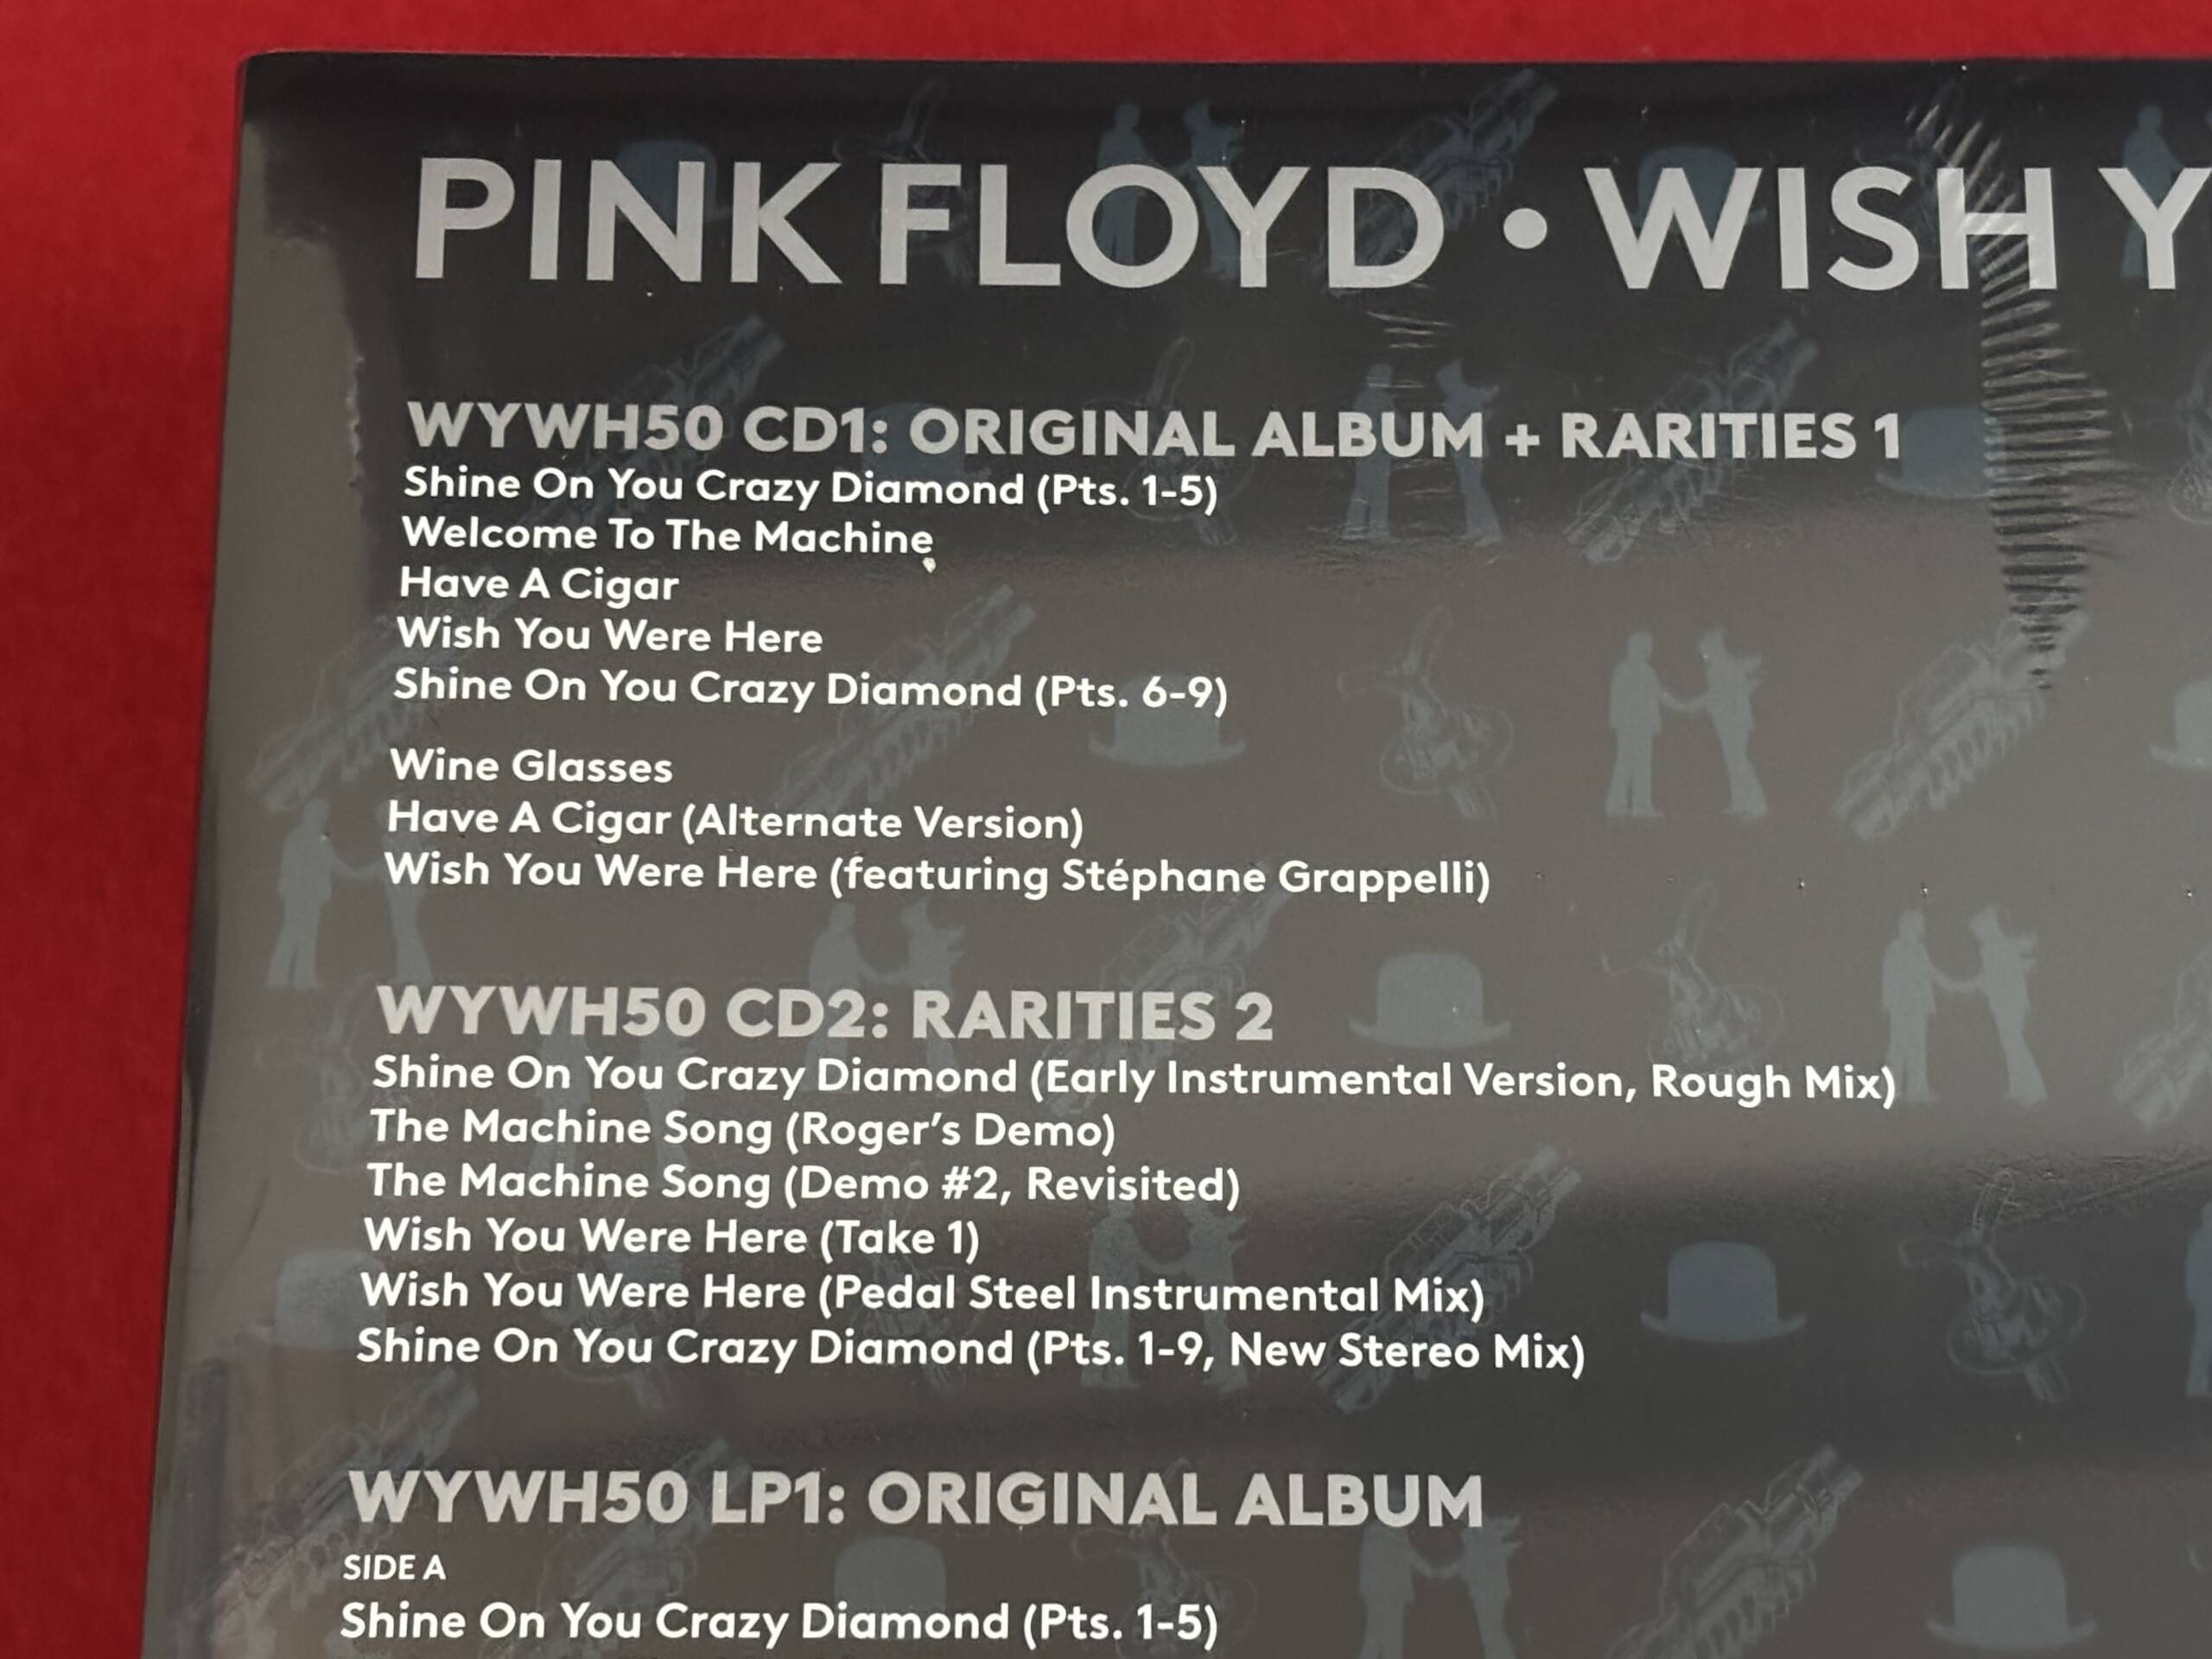 PINK FLOYD • WISH Y
WYWH50 CD1: ORIGINAL ALBUM + RARITIES 1
Shine On You Crazy Diamond (Pts. 1-5)
Welcome To The Machine
Have A Cigar
Wish You Were Here
Shine On You Crazy Diamond (Pts. 6-9)
Wine Glasses
Have A Cigar (Alternate Version)
Wish You Were Here (featuring Stéphane Grappelli)
WYWH50 CD2: RARITIES 2
Shine On You Crazy Diamond (Early Instrumental Version, Rough Mix)
The Machine Song (Roger’s Demo)
The Machine Song (Demo #2, Revisited)
Wish You Were Here (Take 1)
Wish You Were Here (Pedal Steel Instrumental Mix)
Shine On You Crazy Diamond (Pts. 1-9, New Stereo Mix)
WYWH50 LP1: ORIGINAL ALBUM
SIDE A
Shine On You Crazy Diamond (Pts. 1-5)